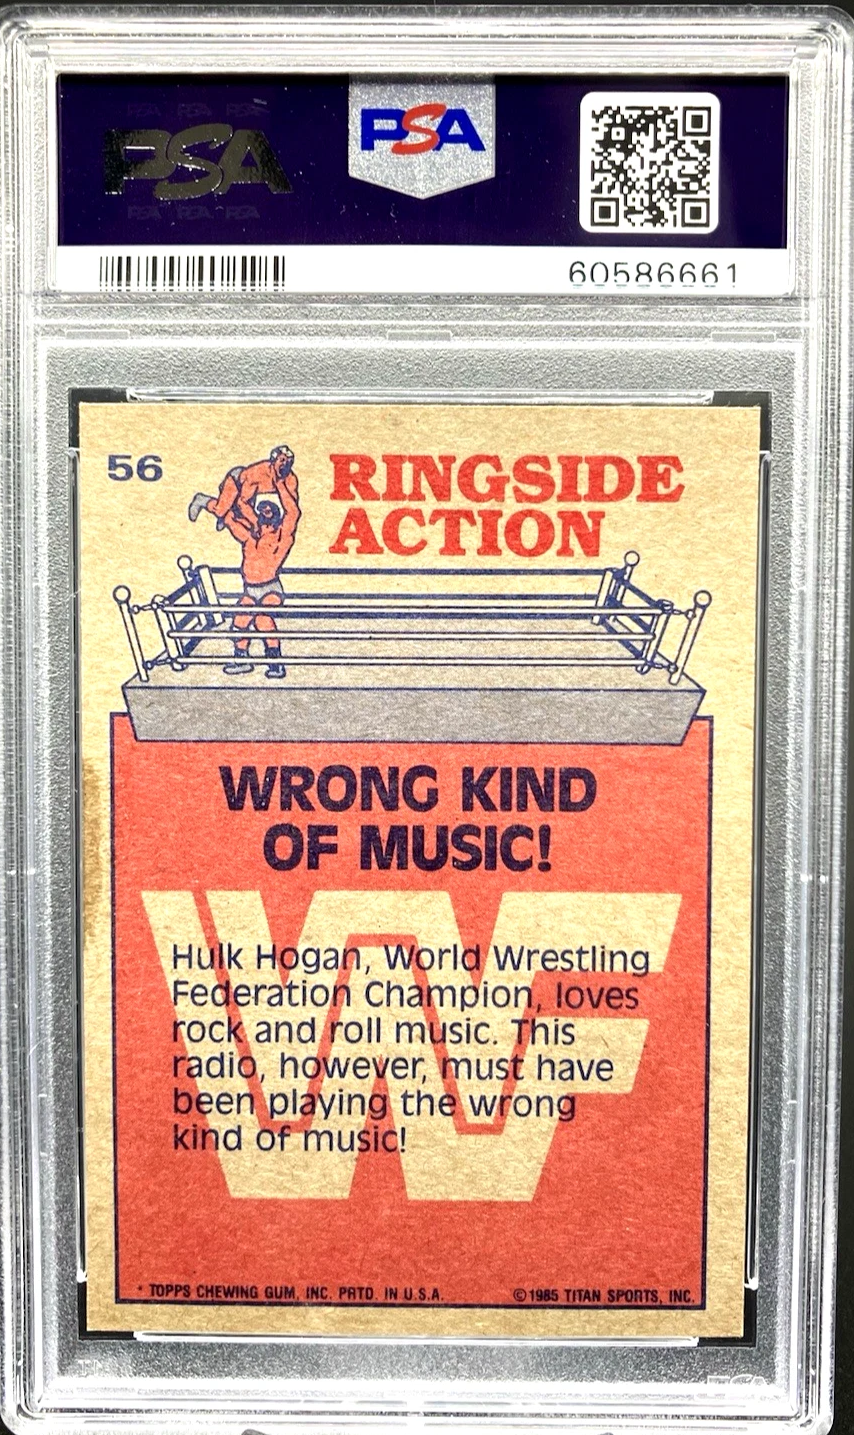 PSA
PSA
60586661
56
RINGSIDE
ACTION
WRONG KIND
OF MUSIC!
WF
Hulk Hogan, World Wrestling
Federation Champion, loves
rock and roll music. This
radio, however, must have
been playing the wrong
kind of music!
* TOPPS CHEWING GUM, INC. PRTD. IN U.S.A. ©1985 TITAN SPORTS, INC.